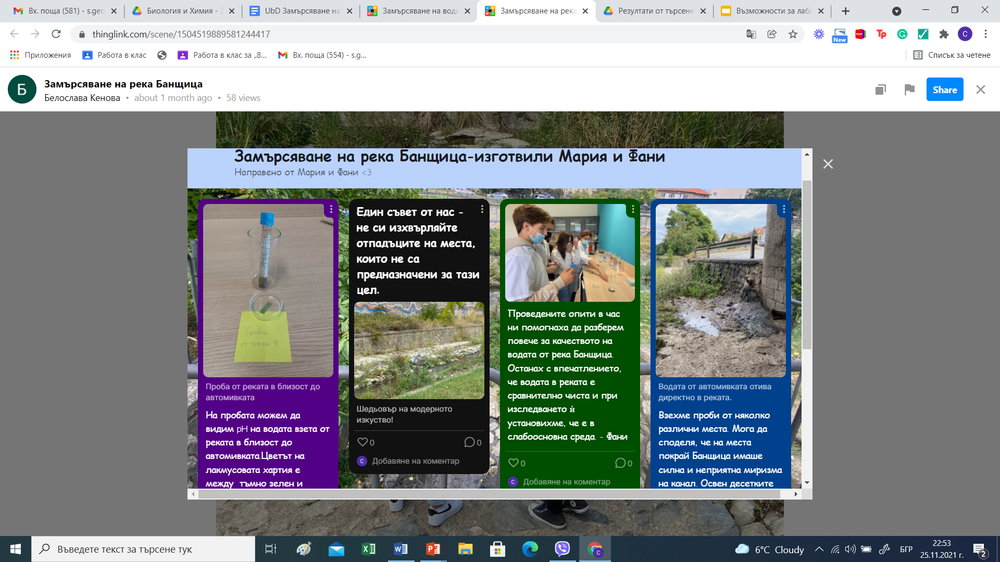 Вх. поща (581) - s.geo
Биология и Химия - 
UbD Замърсяване на
Замърсяване на води
Замърсяване на река
Резултати от търсене
Възможности за лаб
thinglink.com/scene/1504519889581244417
New
Приложения
Работа в клас
Работа в клас за „8...
Вх. поща (554) - s.g...
Списък за четене
Б
Замърсяване на река Банщица
Белослава Кенова • about 1 month ago • 58 views
Share
Замърсяване на река Банщица-изготвили Мария и Фани
Направено от Мария и Фани <3
Проба
от точка 4
Проба от реката в близост до
автомивката
На пробата можем да
видим pH на водата взета от
реката в близост до
автомивката.Цветът на
лакмусовата хартия е
между тъмно зелен и
Един съвет от нас -
не си изхвърляйте
отпадъците на места,
които не са
предназначени за тази
цел.
Шедьовър на модерното
изкуство!
0
0
С
Добавяне на коментар
Проведените опити в час
ни помогнаха да разберем
повече за качеството на
водата от река Банщица.
Останах с впечатлението,
че водата в реката е
сравнително чиста и при
изследването ѝ
установихме, че е в
слабоосновна среда. - Фани
0
0
С
Добавяне на коментар
Водата от автомивката отива
директно в реката.
Взехме проби от няколко
различни места. Мога да
споделя, че на места
покрай Банщица имаше
силна и неприятна миризма
на канал. Освен десетките
Въведете текст за търсене тук
6°C Cloudy
БГР
22:53
25.11.2021 г.
2